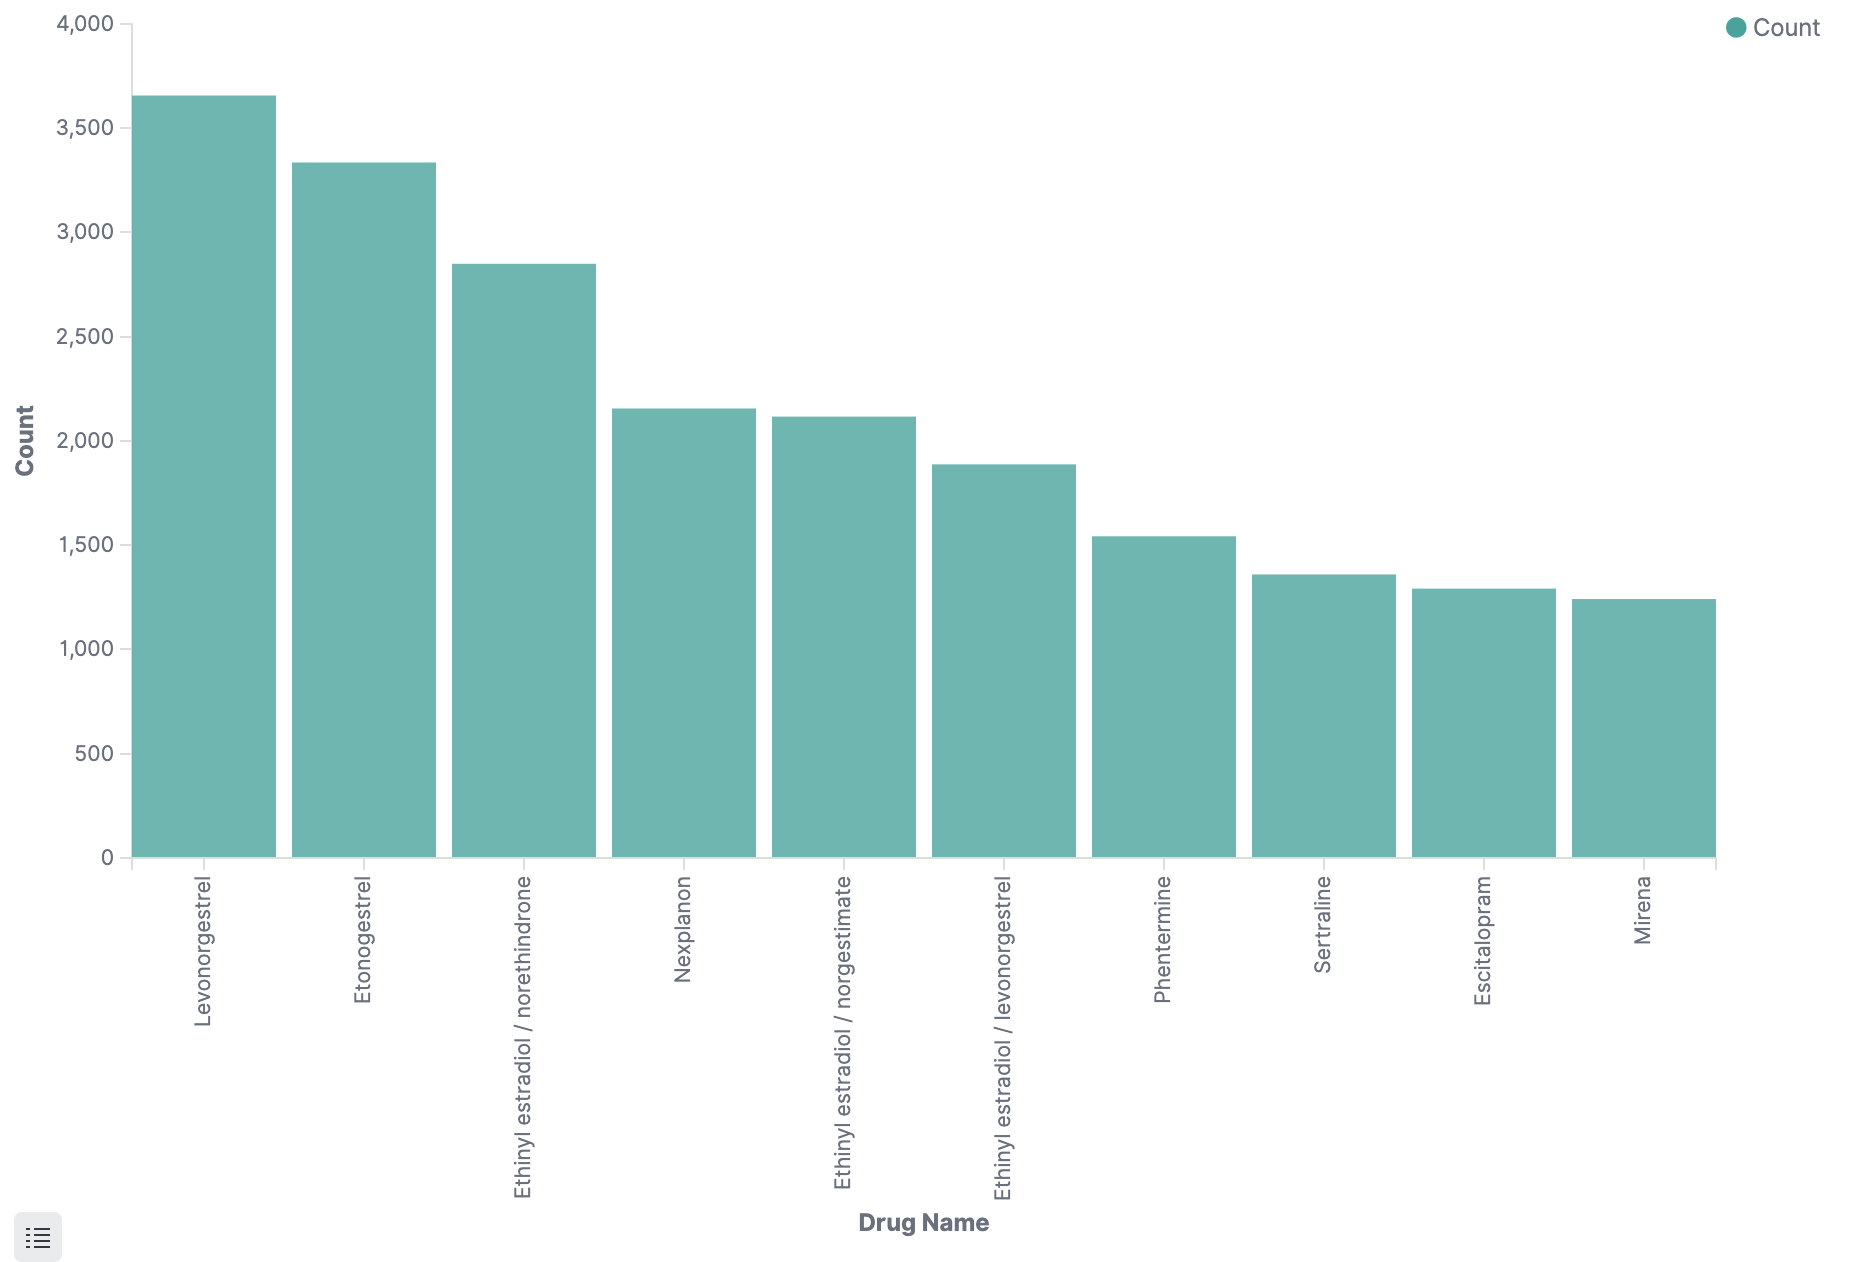 4,000
3,500
3,000
2,500
2,000
1,500
1,000
500
0
Count
Count
Levonorgestrel
Etonogestrel
Ethinyl estradiol / norethindrone
Nexplanon
Ethinyl estradiol / norgestimate
Ethinyl estradiol / levonorgestrel
Phentermine
Sertraline
Escitalopram
Mirena
Drug Name